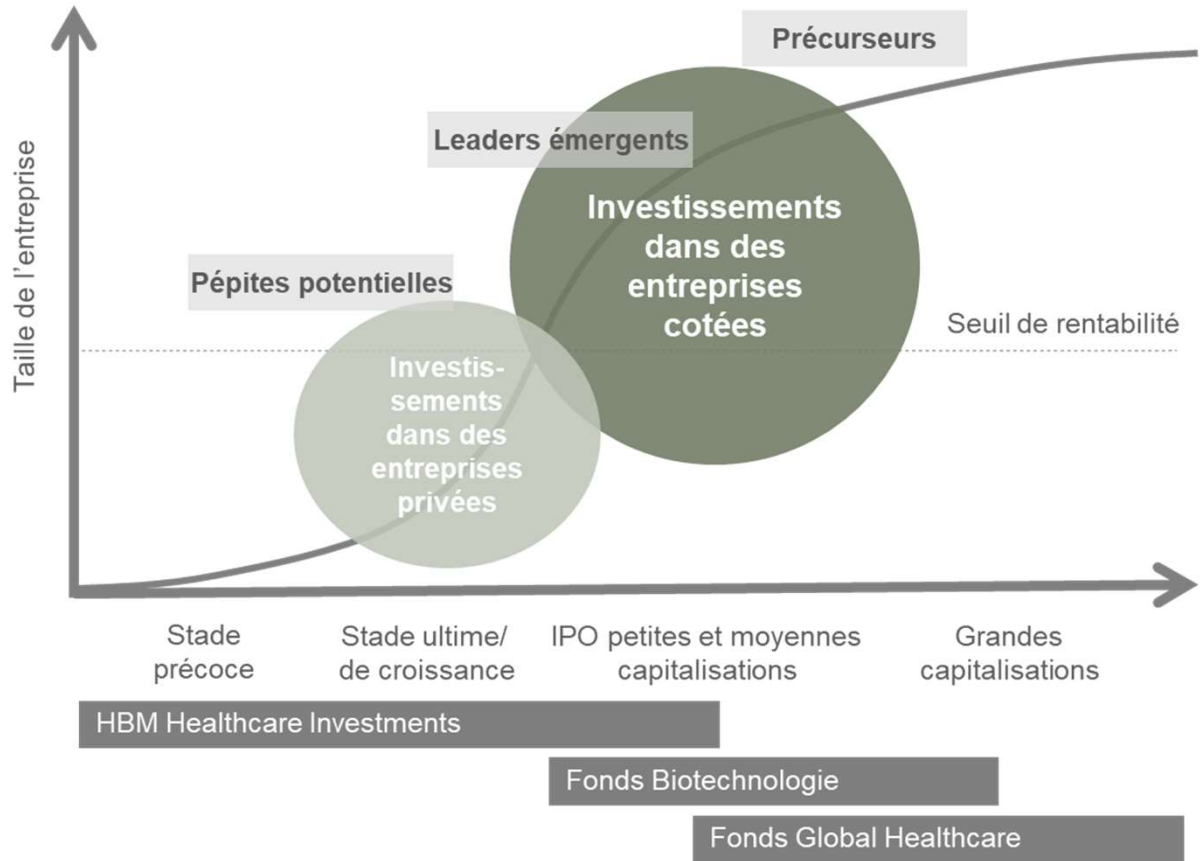 Précurseurs
Leaders émergents
Investissements
dans des
entreprises
cotées
Pépites potentielles
Seuil de rentabilité
Investis-
sements
dans des
entreprises
privées
Taille de l'entreprise
Stade
précoce
Stade ultime/
de croissance
IPO petites et moyennes
capitalisations
Grandes
capitalisations
HBM Healthcare Investments
Fonds Biotechnologie
Fonds Global Healthcare